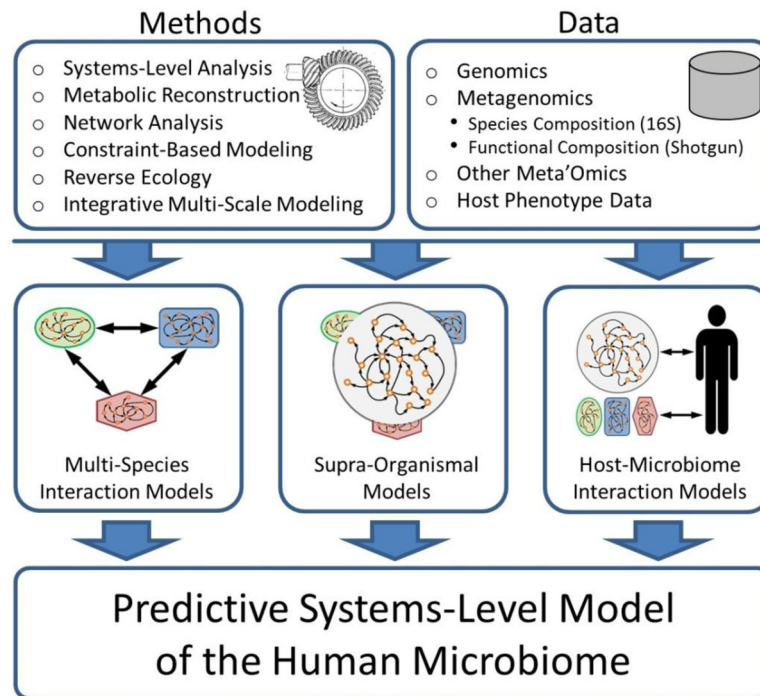 Methods
○ Systems-Level Analysis
○ Metabolic Reconstruction
○ Network Analysis
○ Constraint-Based Modeling
○ Reverse Ecology
○ Integrative Multi-Scale Modeling
Data
○ Genomics
○ Metagenomics
• Species Composition (16S)
• Functional Composition (Shotgun)
○ Other Meta’Omics
○ Host Phenotype Data
Multi-Species
Interaction Models
Supra-Organismal
Models
Host-Microbiome
Interaction Models
Predictive Systems-Level Model
of the Human Microbiome